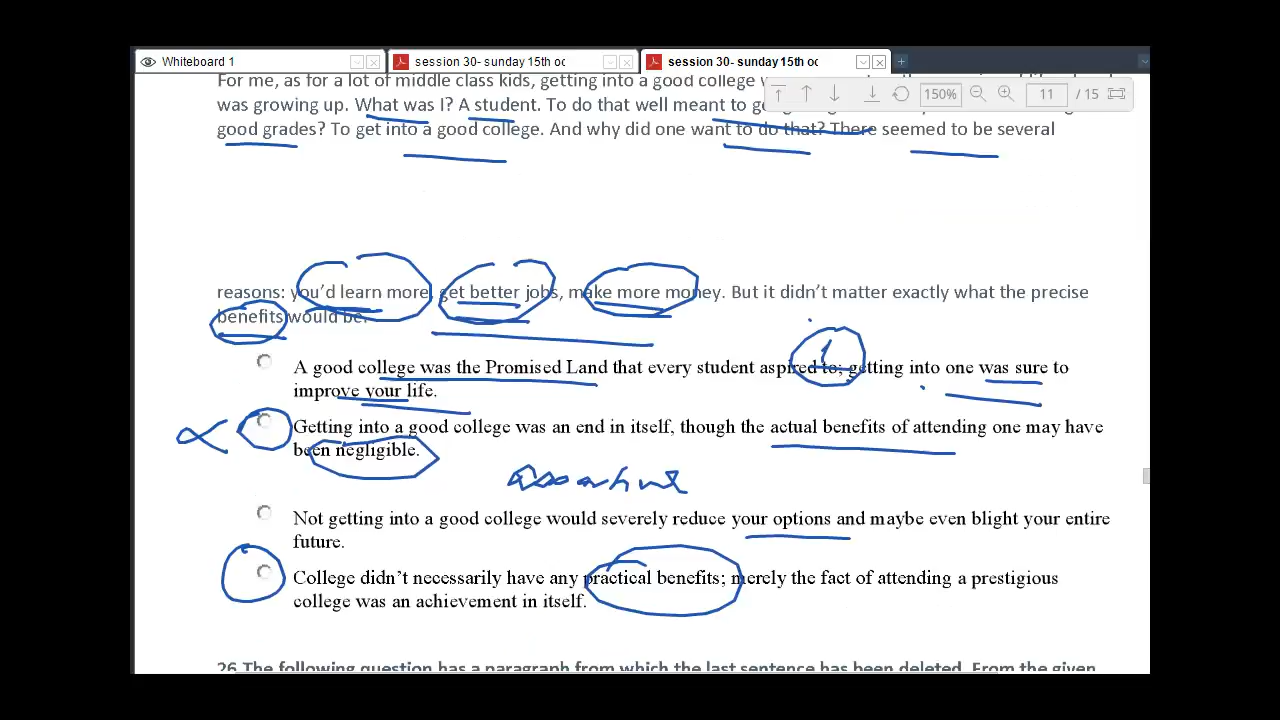 Whiteboard 1
session 30- sunday 15th oc
session 30- sunday 15th oc
For me, as for a lot of middle class kids, getting into a good college
was growing up. What was I? A student. To do that well meant to
150%
11
/ 15
good grades? To get into a good college. And why did one want to do that? There seemed to be several
reasons: you'd learn more, get better jobs, make more money. But it didn't matter exactly what the precise
benefits would be.
A good college was the Promised Land that every student aspired to; getting into one was sure to
improve your life.
Getting into a good college was an end in itself, though the actual benefits of attending one may have
been negligible.
Not getting into a good college would severely reduce your options and maybe even blight your entire
future.
College didn't necessarily have any practical benefits; merely the fact of attending a prestigious
college was an achievement in itself.
26 The following question has a paragraph from which the last sentence has been deleted. From the given